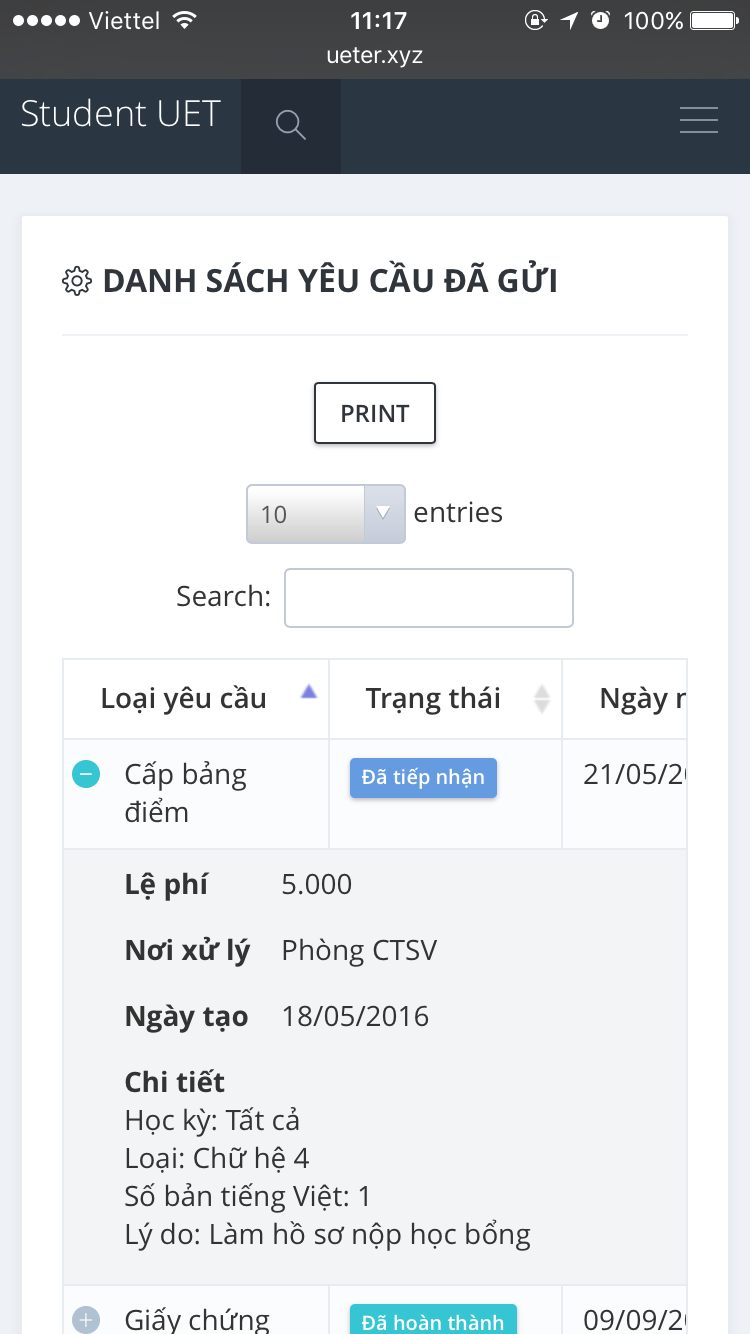 Viettel 11:17 100%
ueter.xyz
Student UET
DANH SÁCH YÊU CẦU ĐÃ GỬI
PRINT
10 entries
Search:
Loại yêu cầu Trạng thái Ngày
Cấp bảng Đã tiếp nhận 21/05/2
điểm
Lệ phí 5.000
Nơi xử lý Phòng CTSV
Ngày tạo 18/05/2016
Chi tiết
Học kỳ: Tất cả
Loại: Chữ hệ 4
Số bản tiếng Việt: 1
Lý do: Làm hồ sơ nộp học bổng
Giấy chứng Đã hoàn thành 09/09/2